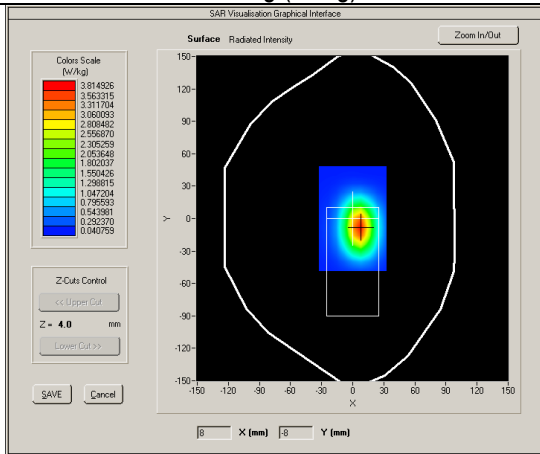 SAR Visualisation Graphical Interface
Surface Radiated Intensity
Zoom In/Out
Colors Scale
(W/kg)
3.814926
3.563315
3.311704
3.060093
2.808482
2.556870
2.305259
2.053648
1.802037
1.550426
1.298815
1.047204
0.795593
0.543981
0.292370
0.040759
150-
120-
90-
60-
30-
Y
0-
-30-
-60-
-90-
-120-
-150-
-150 -120 -90 -60 -30 0 30 60 90 120 150
X
Z-Cuts Control
<< Upper Cut
Z = 4.0 mm
Lower Cut >>
SAVE Cancel
8 X (mm) -8 Y (mm)